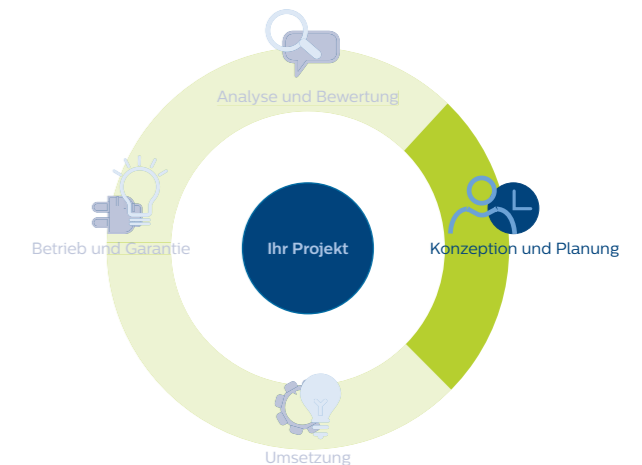 Analyse und Bewertung
Betrieb und Garantie
Ihr Projekt
Konzeption und Planung
Umsetzung